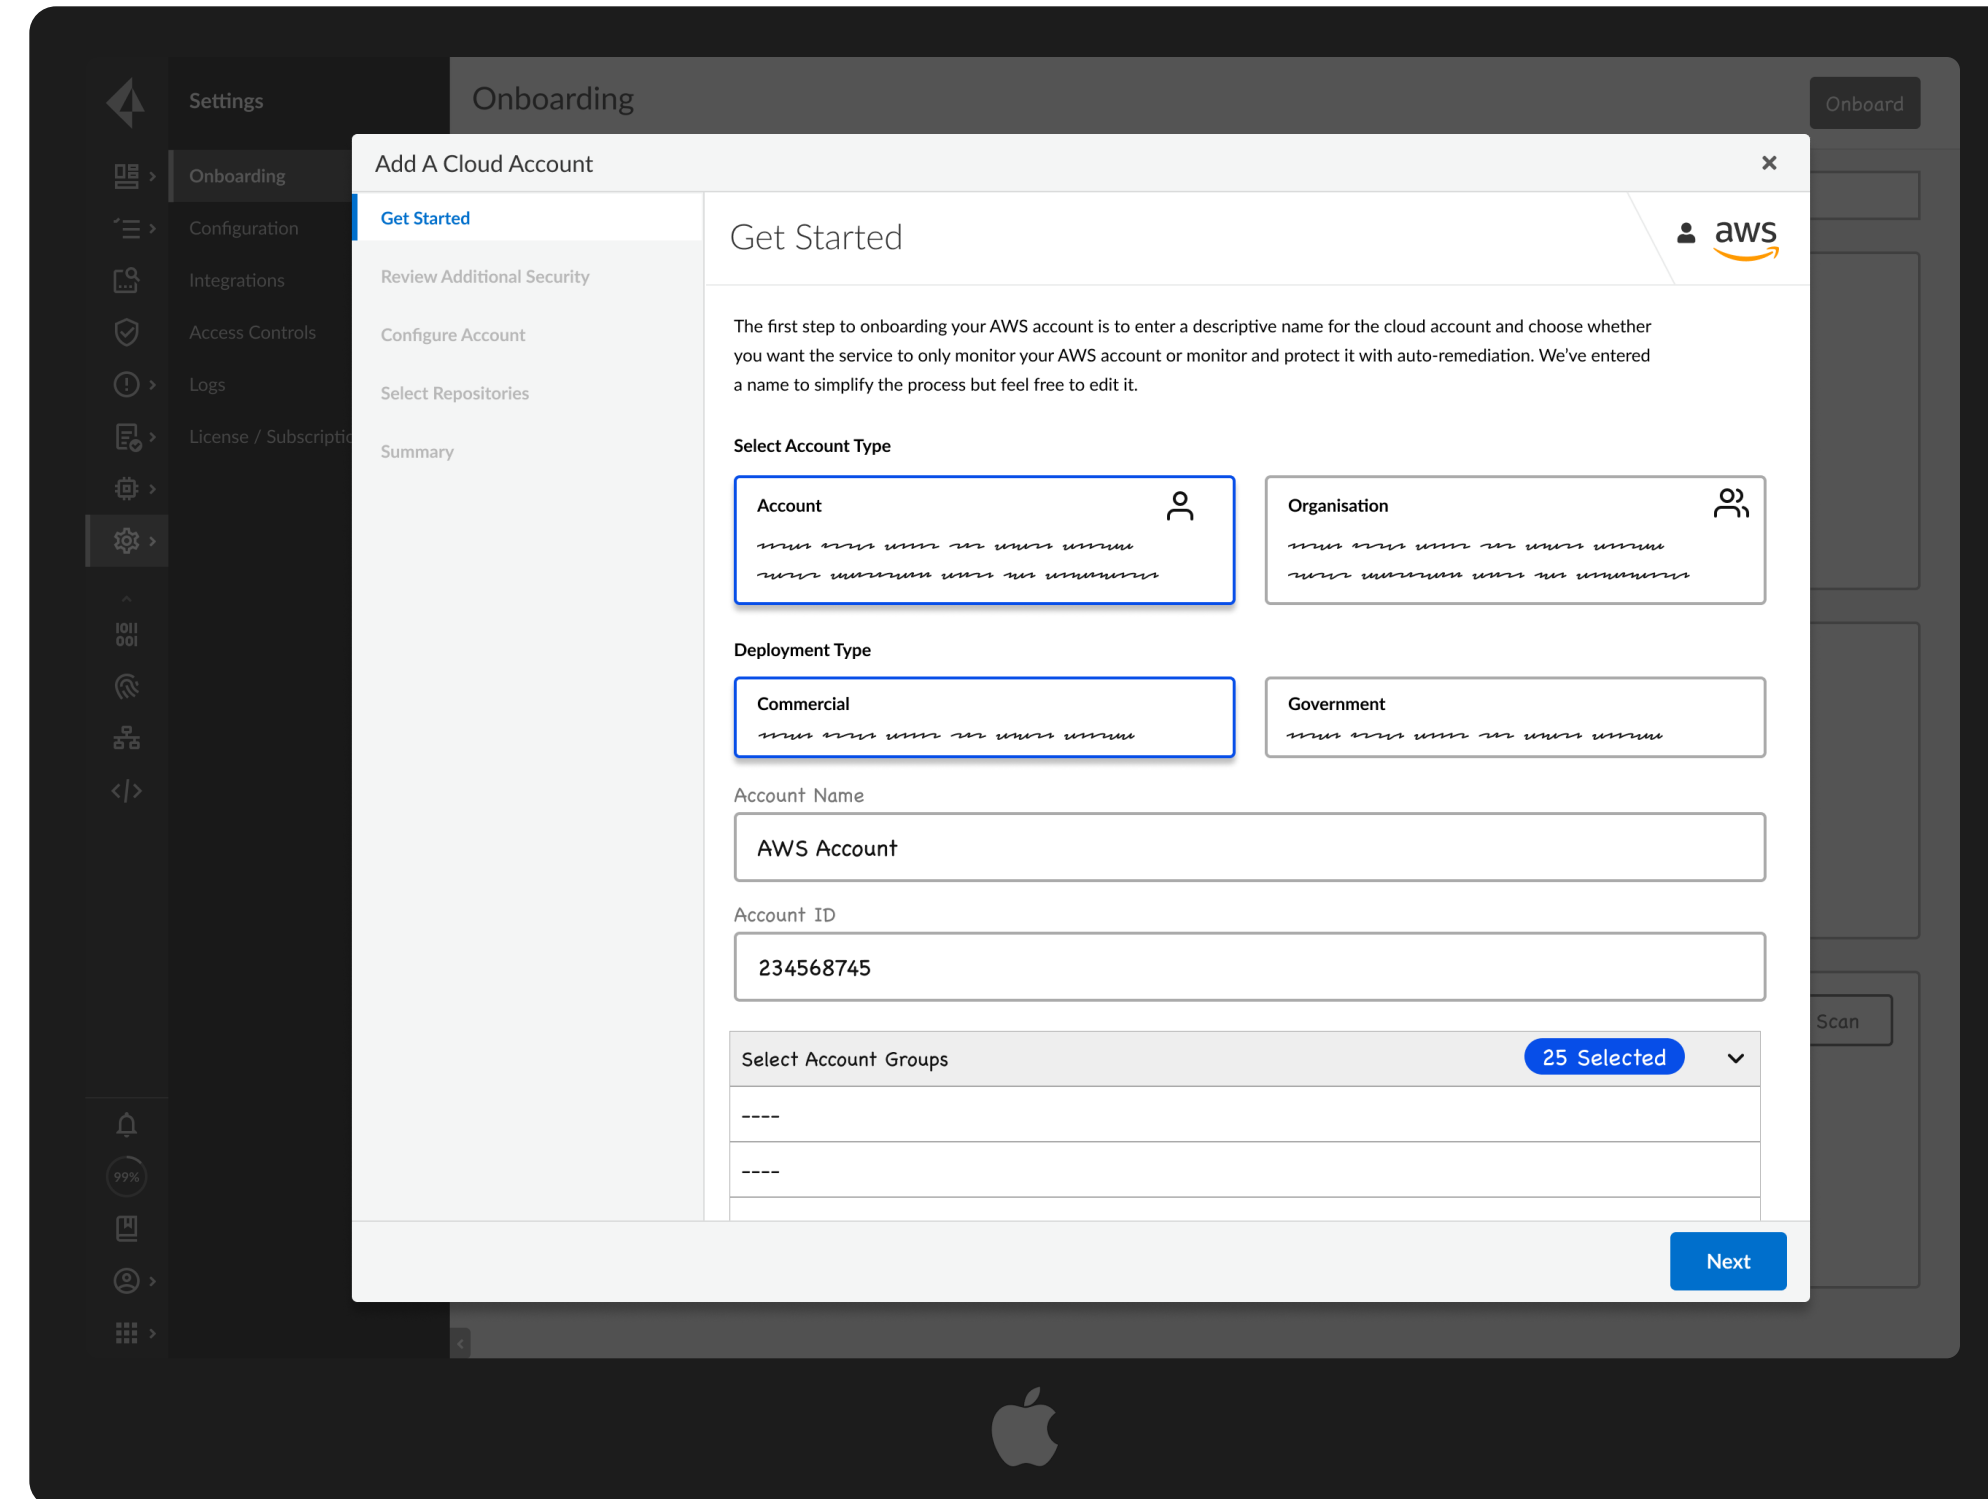 Settings
Onboarding
Onboard
Onboarding
Configuration
Integrations
Access Controls
Logs
License / Subscriptio
1011
001
99%
Add A Cloud Account
Get Started
Review Additional Security
Configure Account
Select Repositories
Summary
Get Started
aws
The first step to onboarding your AWS account is to enter a descriptive name for the cloud account and choose whether
you want the service to only monitor your AWS account or monitor and protect it with auto-remediation. We've entered
a name to simplify the process but feel free to edit it.
Select Account Type
Account
Organisation
Deployment Type
Commercial
Government
Account Name
AWS Account
Account ID
234568745
Select Account Groups
25 Selected
----
----
Scan
Next